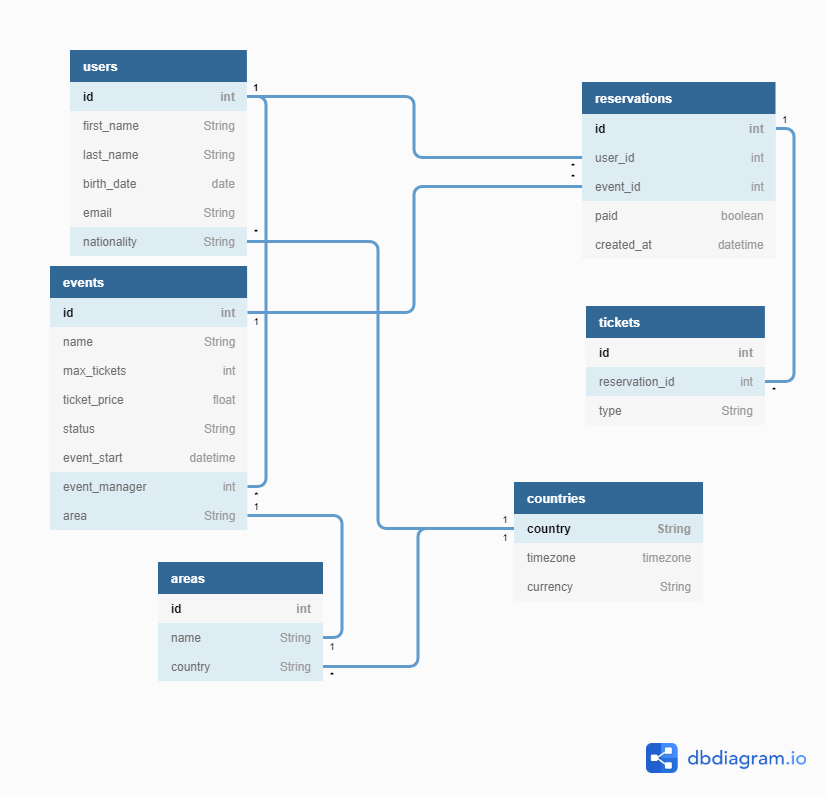 users
1
id int
first_name String
last_name String
birth_date date
email String
*
nationality String
events
id int
1
name String
max_tickets int
ticket_price float
status String
event_start datetime
event_manager int
*
1
area String
areas
id int
name String
1
country String
*
reservations
1
id int
user_id int
*
*
event_id int
paid boolean
created_at datetime
tickets
id int
reservation_id int
*
type String
countries
1
country String
1
timezone timezone
currency String
dbdiagram.io